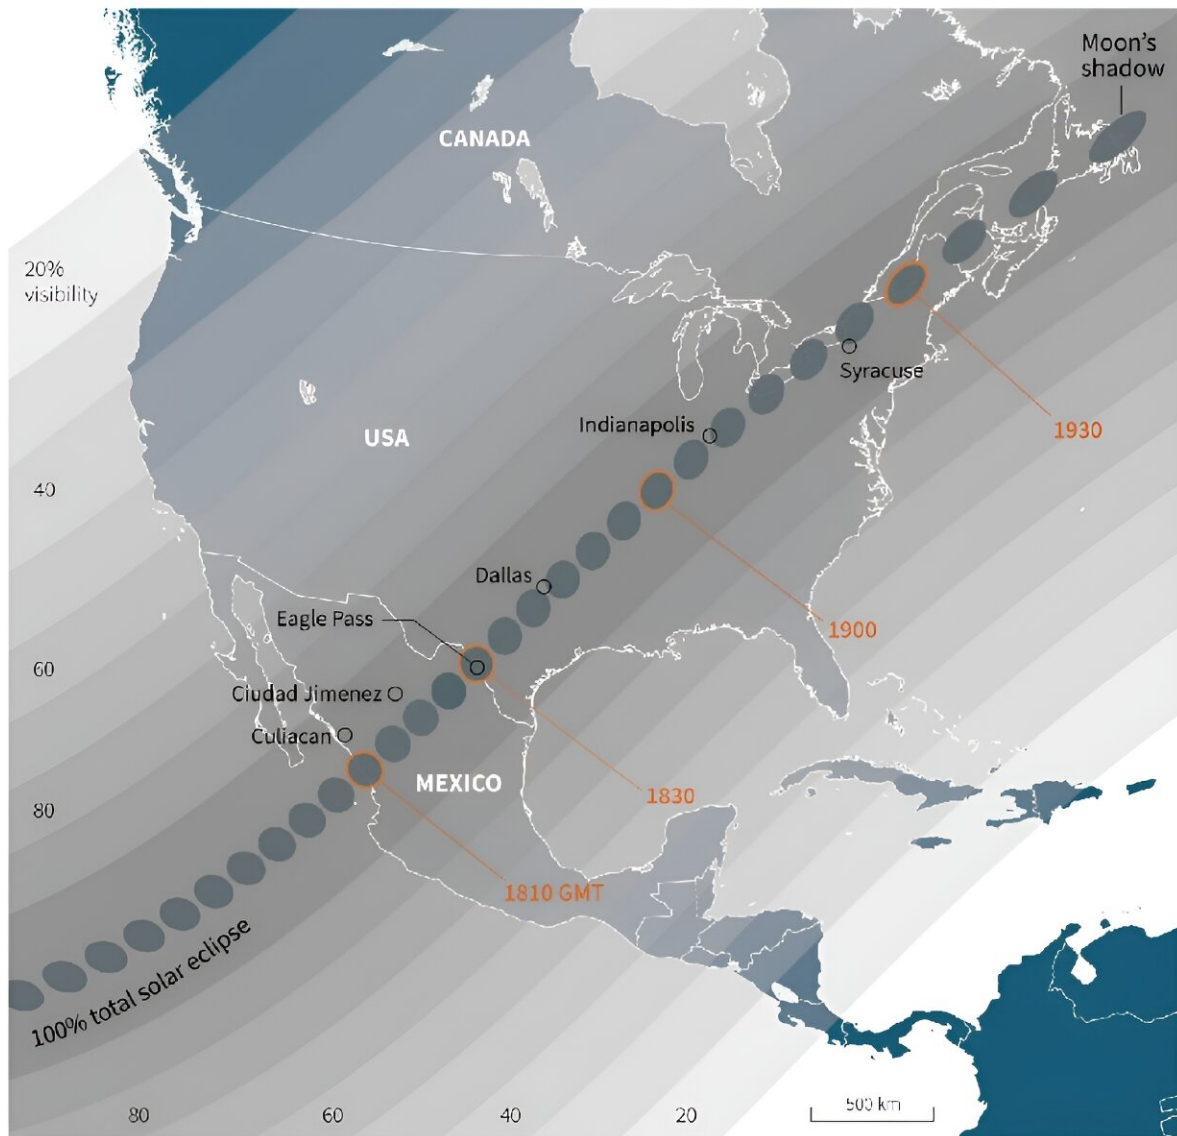 Moon's
shadow
CANADA
20%
visibility
Syracuse
Indianapolis
USA
1930
40
Dallas
Eagle Pass
1900
60
Ciudad Jimenez
Culiacan
MEXICO
1830
80
1810 GMT
100% total solar eclipse
80
60
40
20
500 km